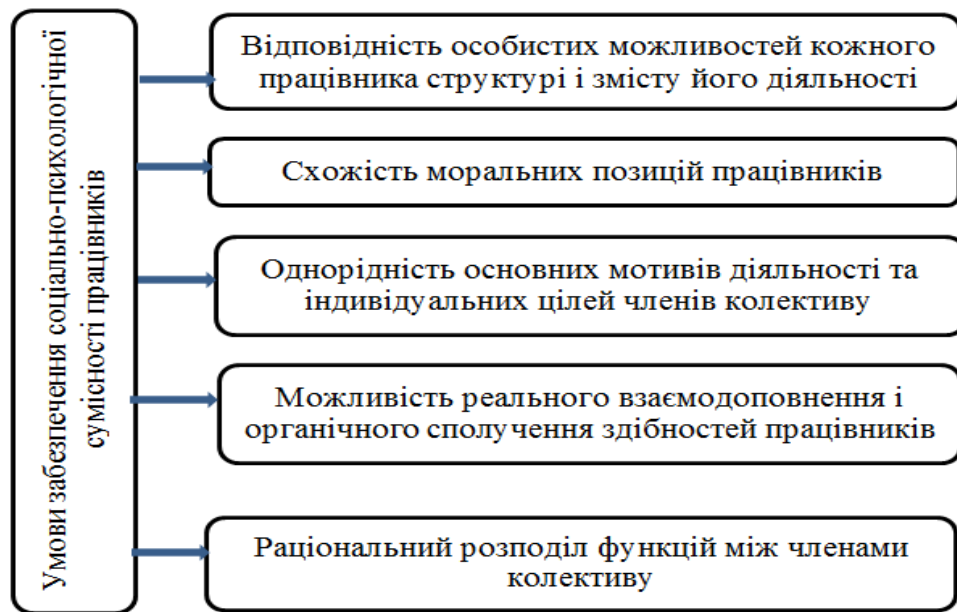 Умови забезпечення соціально-психологічної
сумісності працівників
Відповідність особистих можливостей кожного
працівника структурі і змісту його діяльності
Схожість моральних позицій працівників
Однорідність основних мотивів діяльності та
індивідуальних цілей членів колективу
Можливість реального взаємодоповнення і
органічного сполучення здібностей працівників
Раціональний розподіл функцій між членами
колективу